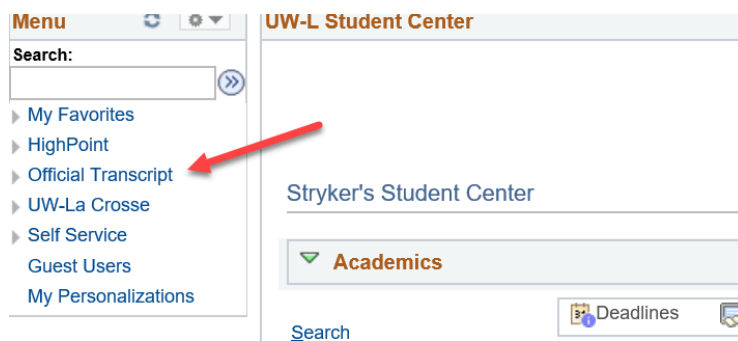 Menu
Search:
My Favorites
HighPoint
Official Transcript
UW-La Crosse
Self Service
Guest Users
My Personalizations
UW-L Student Center
Stryker's Student Center
Academics
Deadlines
Search